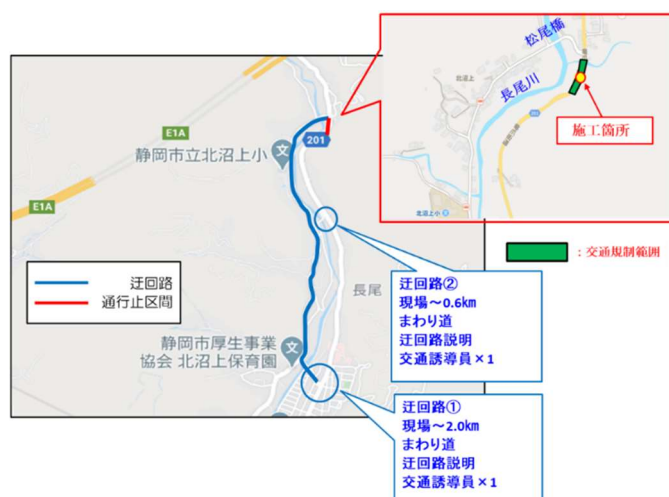 松尾橋
長尾川
北沼上
施工箇所
北沼上小
E1A
E1A
201
静岡市立北沼上小
文
迂回路
通行止区間
長尾
静岡市厚生事業
協会 北沼上保育園
文
:交通規制範囲
迂回路②
現場～0.6km
まわり道
迂回路説明
交通誘導員×1
迂回路①
現場～2.0km
まわり道
迂回路説明
交通誘導員×1